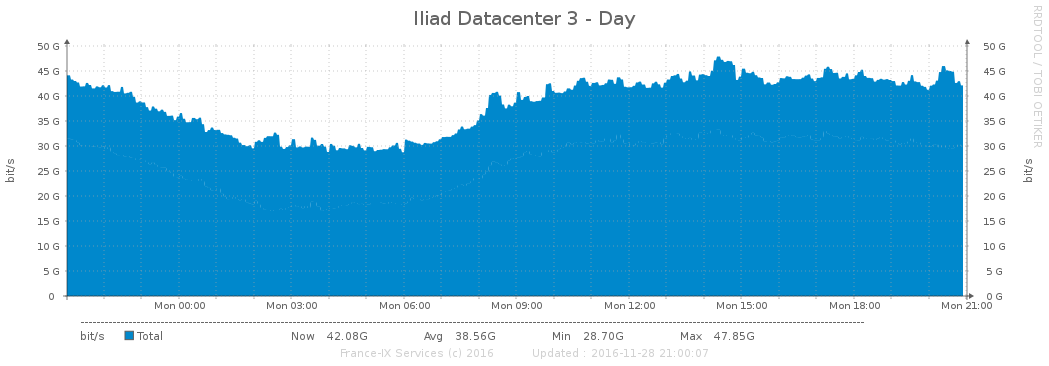 Iliad Datacenter 3 - Day
RRDTOOL / TOBI OETIKER
bit/s
50 G 50 G
45 G 45 G
40 G 40 G
35 G 35 G
30 G 30 G
25 G 25 G
20 G 20 G
15 G 15 G
10 G 10 G
5 G 5 G
0 0 G
bit/s
Mon 00:00 Mon 03:00 Mon 06:00 Mon 09:00 Mon 12:00 Mon 15:00 Mon 18:00 Mon 21:00
bit/s Total Now 42.08G Avg 38.56G Min 28.70G Max 47.85G
France-IX Services (c) 2016 Updated : 2016-11-28 21:00:07